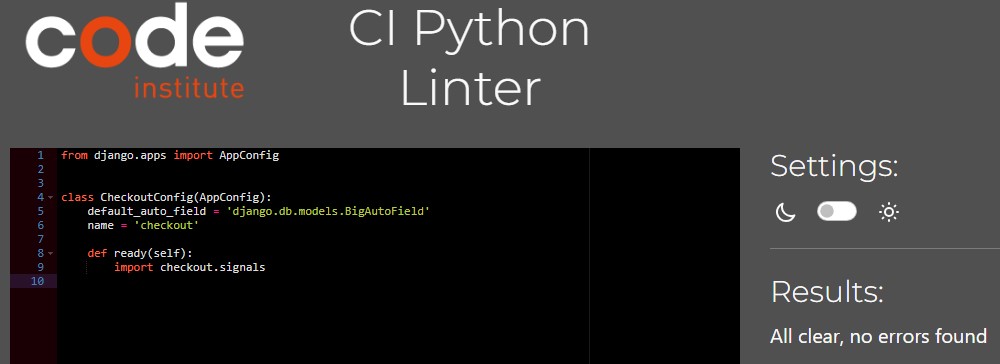 code
institute
CI Python
Linter
1 from django.apps import AppConfig
2
3
4 class CheckoutConfig(AppConfig):
5     default_auto_field = 'django.db.models.BigAutoField'
6     name = 'checkout'
7
8     def ready(self):
9         import checkout.signals
10
Settings:
Results:
All clear, no errors found